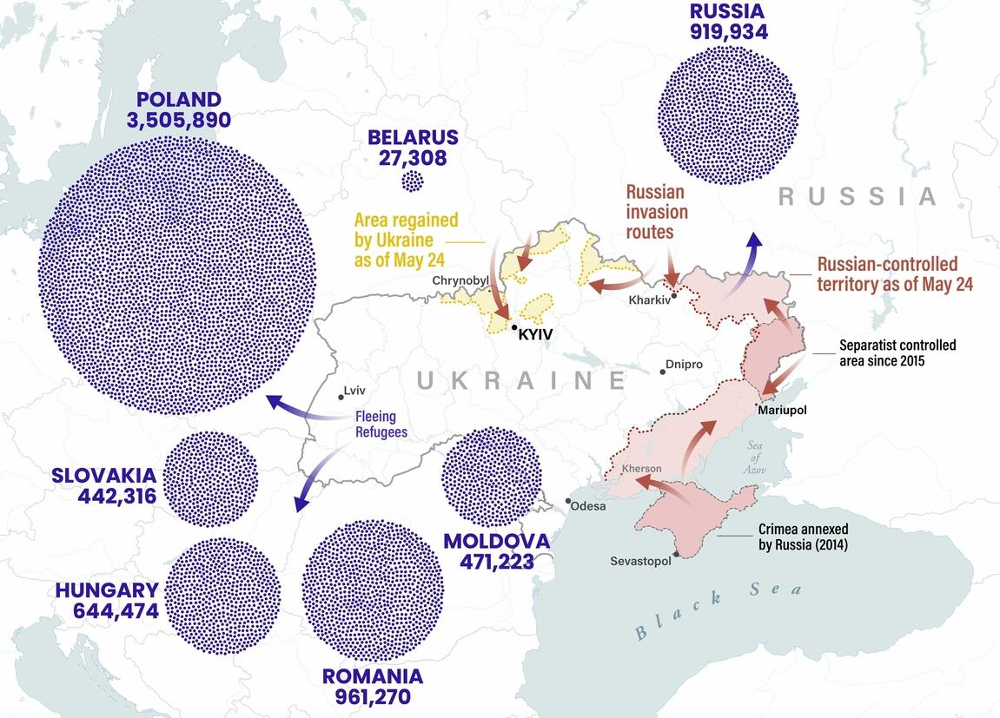 RUSSIA
919,934
POLAND
3,505,890
BELARUS
27,308
Russian
invasion
routes
RUSSIA
Area regained
by Ukraine
as of May 24
Russian-controlled
territory as of May 24
Chrynobyl
Kharkiv
KYIV
Separatist controlled
area since 2015
Dnipro
UKRAINE
Lviv
Mariupol
Fleeing
Refugees
Sea
of
Azov
Kherson
SLOVAKIA
442,316
Odesa
Crimea annexed
by Russia (2014)
MOLDOVA
471,223
Sevastopol
HUNGARY
644,474
Black Sea
ROMANIA
961,270